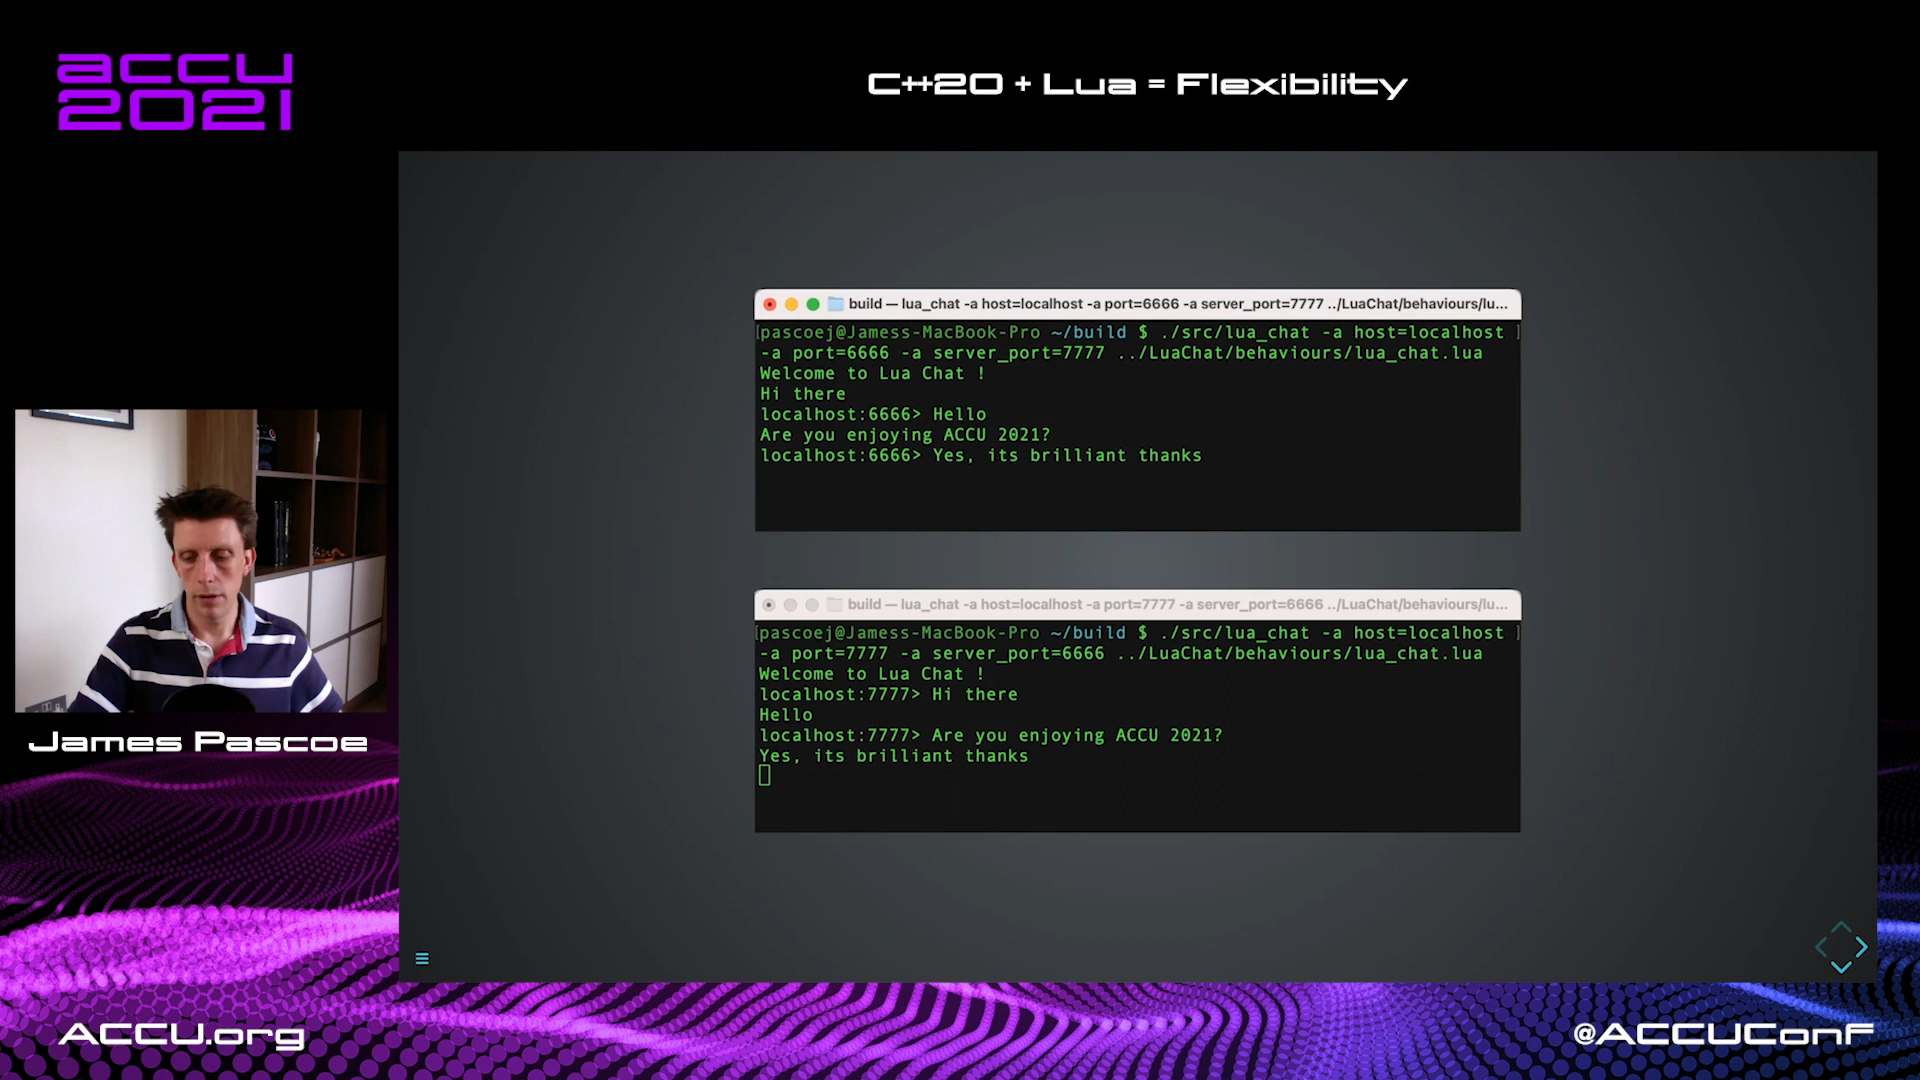 accu
2021
C++20 + Lua = Flexibility
build — lua_chat -a host=localhost -a port=6666 -a server_port=7777 ../LuaChat/behaviours/lu...
[pascoej@Jamess-MacBook-Pro ~/build $ ./src/lua_chat -a host=localhost ]
-a port=6666 -a server_port=7777 ../LuaChat/behaviours/lua_chat.lua
Welcome to Lua Chat !
Hi there
localhost:6666> Hello
Are you enjoying ACCU 2021?
localhost:6666> Yes, its brilliant thanks
build — lua_chat -a host=localhost -a port=7777 -a server_port=6666 ../LuaChat/behaviours/lu...
[pascoej@Jamess-MacBook-Pro ~/build $ ./src/lua_chat -a host=localhost ]
-a port=7777 -a server_port=6666 ../LuaChat/behaviours/lua_chat.lua
Welcome to Lua Chat !
localhost:7777> Hi there
Hello
localhost:7777> Are you enjoying ACCU 2021?
Yes, its brilliant thanks
James Pascoe
ACCU.org
@ACCUConf